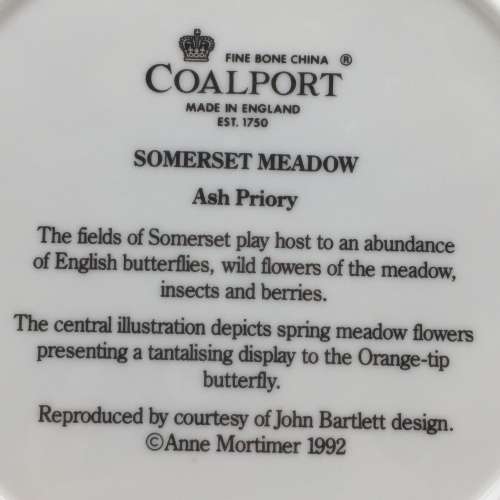 FINE BONE CHINA ®
COALPORT
MADE IN ENGLAND
EST. 1750
SOMERSET MEADOW
Ash Priory
The fields of Somerset play host to an abundance
of English butterflies, wild flowers of the meadow,
insects and berries.
The central illustration depicts spring meadow flowers
presenting a tantalising display to the Orange-tip
butterfly.
Reproduced by courtesy of John Bartlett design.
©Anne Mortimer 1992